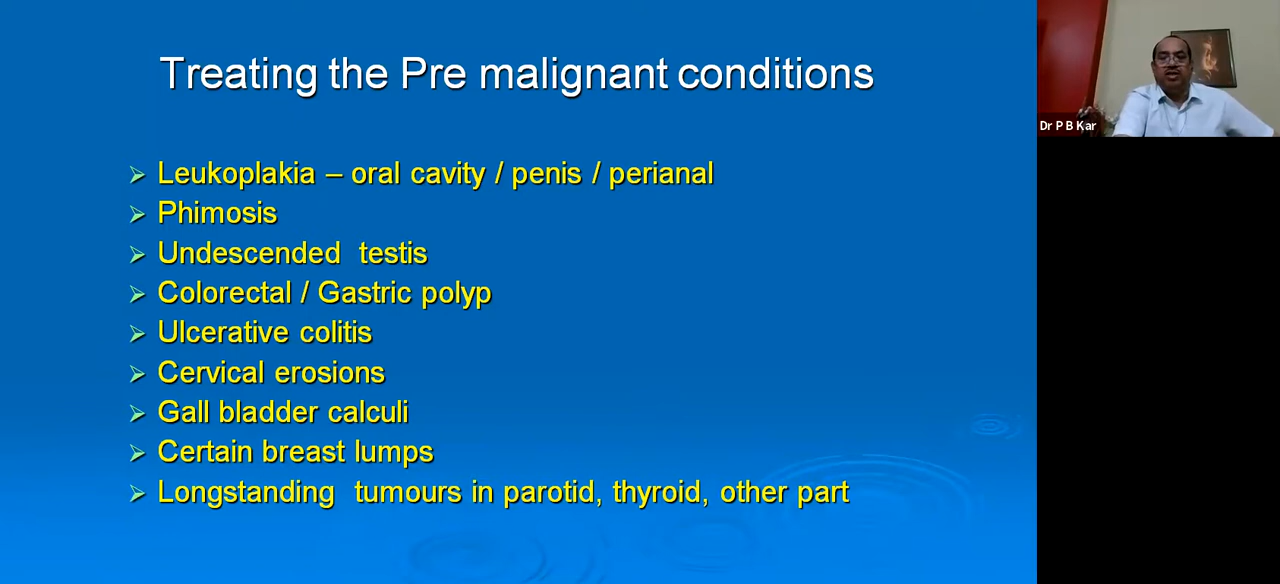 Treating the Pre malignant conditions
Leukoplakia – oral cavity / penis / perianal
Phimosis
Undescended testis
Colorectal / Gastric polyp
Ulcerative colitis
Cervical erosions
Gall bladder calculi
Certain breast lumps
Longstanding tumours in parotid, thyroid, other part
Dr P B Kar